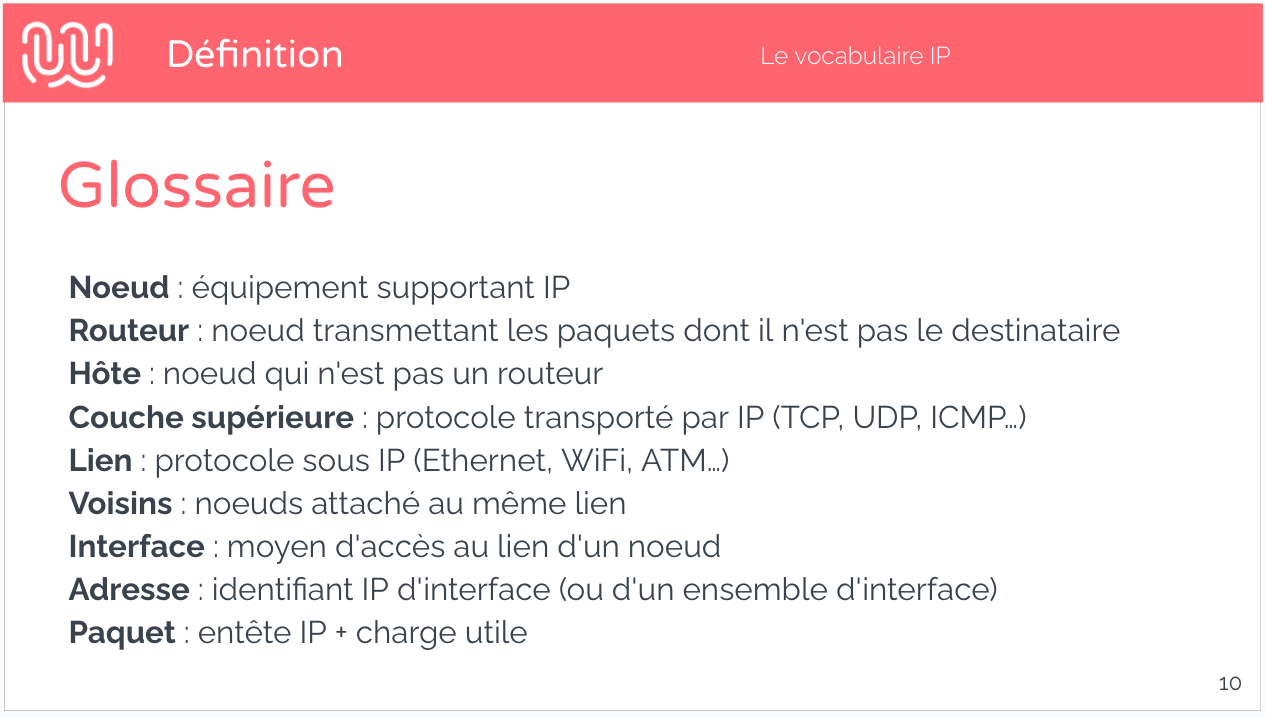 Définition
Le vocabulaire IP
Glossaire
Noeud : équipement supportant IP
Routeur : noeud transmettant les paquets dont il n'est pas le destinataire
Hôte : noeud qui n'est pas un routeur
Couche supérieure : protocole transporté par IP (TCP, UDP, ICMP…)
Lien : protocole sous IP (Ethernet, WiFi, ATM…)
Voisins : noeuds attaché au même lien
Interface : moyen d'accès au lien d'un noeud
Adresse : identifiant IP d'interface (ou d'un ensemble d'interface)
Paquet : entête IP + charge utile
10